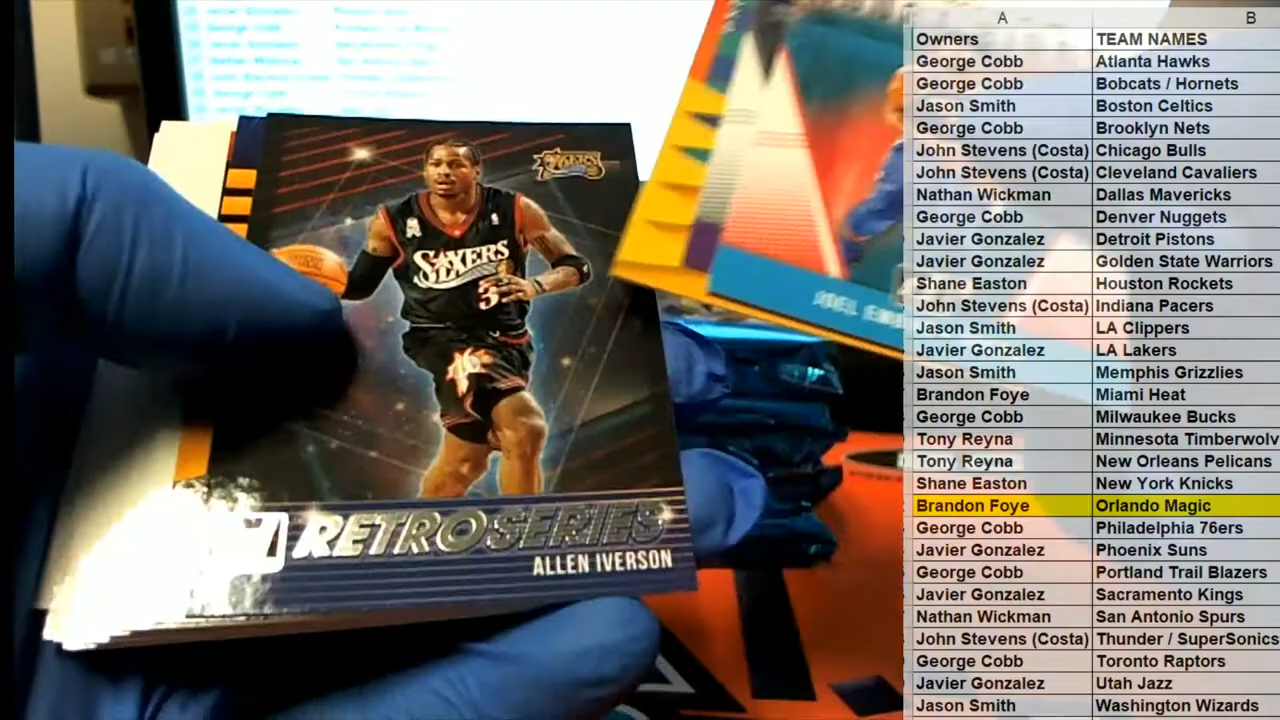 76ERS
SIXERS
3
RETRO SERIES
ALLEN IVERSON
JOEL
A B
Owners TEAM NAMES
George Cobb Atlanta Hawks
George Cobb Bobcats / Hornets
Jason Smith Boston Celtics
George Cobb Brooklyn Nets
John Stevens (Costa) Chicago Bulls
John Stevens (Costa) Cleveland Cavaliers
Nathan Wickman Dallas Mavericks
George Cobb Denver Nuggets
Javier Gonzalez Detroit Pistons
Javier Gonzalez Golden State Warriors
Shane Easton Houston Rockets
John Stevens (Costa) Indiana Pacers
Jason Smith LA Clippers
Javier Gonzalez LA Lakers
Jason Smith Memphis Grizzlies
Brandon Foye Miami Heat
George Cobb Milwaukee Bucks
Tony Reyna Minnesota Timberwolv
Tony Reyna New Orleans Pelicans
Shane Easton New York Knicks
Brandon Foye Orlando Magic
George Cobb Philadelphia 76ers
Javier Gonzalez Phoenix Suns
George Cobb Portland Trail Blazers
Javier Gonzalez Sacramento Kings
Nathan Wickman San Antonio Spurs
John Stevens (Costa) Thunder / SuperSonics
George Cobb Toronto Raptors
Javier Gonzalez Utah Jazz
Jason Smith Washington Wizards